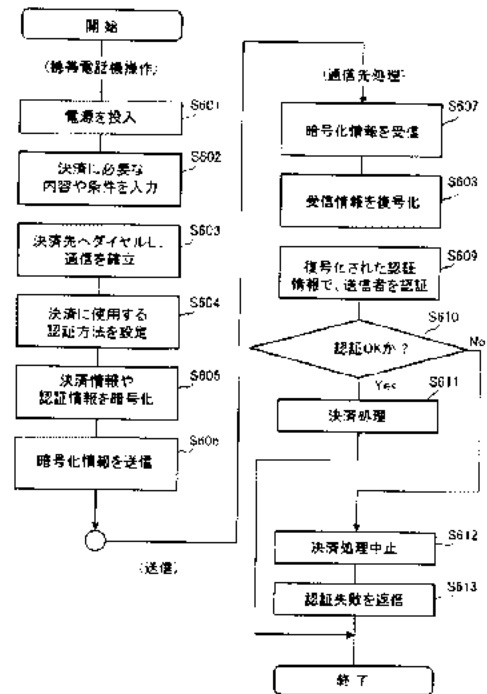 開始
(携帯電話機操作)
S601
電源を投入
S602
決済に必要な
内容や条件を入力
S603
決済先へダイヤルし、
通信を確立
S604
決済に使用する
認証方法を設定
S605
決済情報や
認証情報を暗号化
S606
暗号化情報を送信
(送信)
(通信先処理)
S607
暗号化情報を受信
S608
受信情報を復号化
S609
復号化された認証
情報で、送信者を認証
S610
認証OKか?
No
Yes
S611
決済処理
S612
決済処理中止
S613
認証失敗を返信
終了